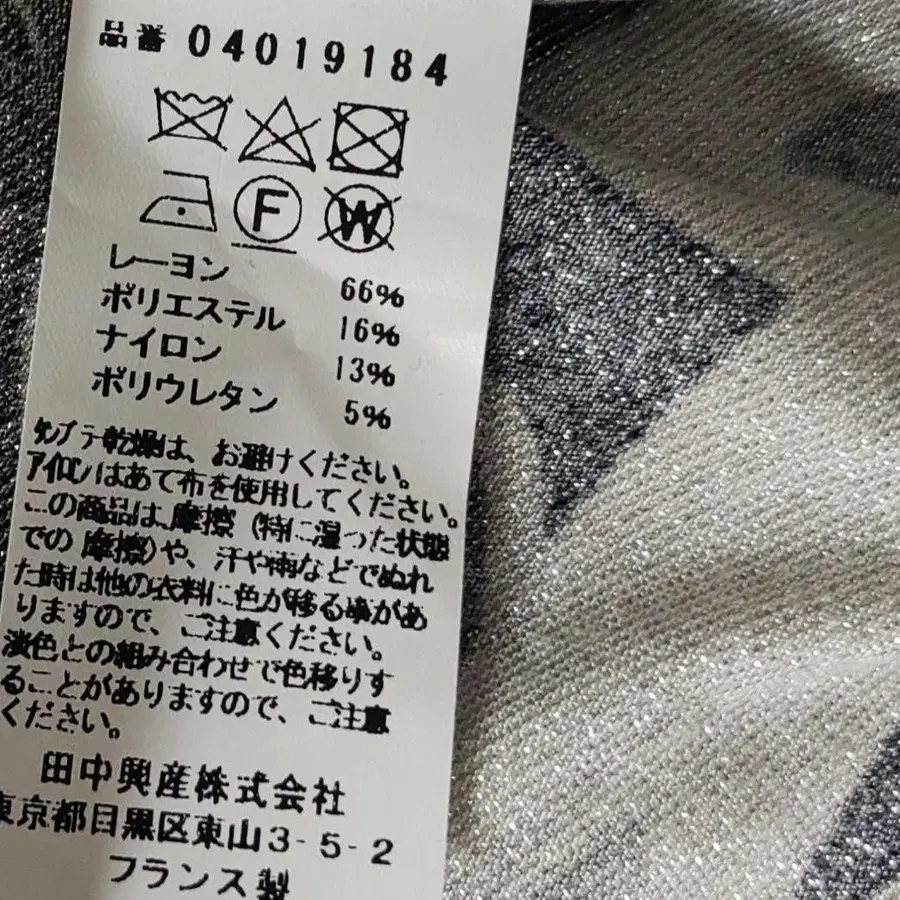 品番 04019184
F W
レーヨン 66%
ポリエステル 16%
ナイロン 13%
ポリウレタン 5%
タンブラー乾燥は、お避けください。
アイロンはあて布を使用してください。
この商品は、摩擦(特に湿った状態
での摩擦)や、汗や雨などでぬれ
た時は他の衣料に色が移る事があ
りますので、ご注意ください。
淡色との組み合わせで色移りす
ることがありますので、ご注意
ください。
田中興産株式会社
東京都目黒区東山3-5-2
フランス製